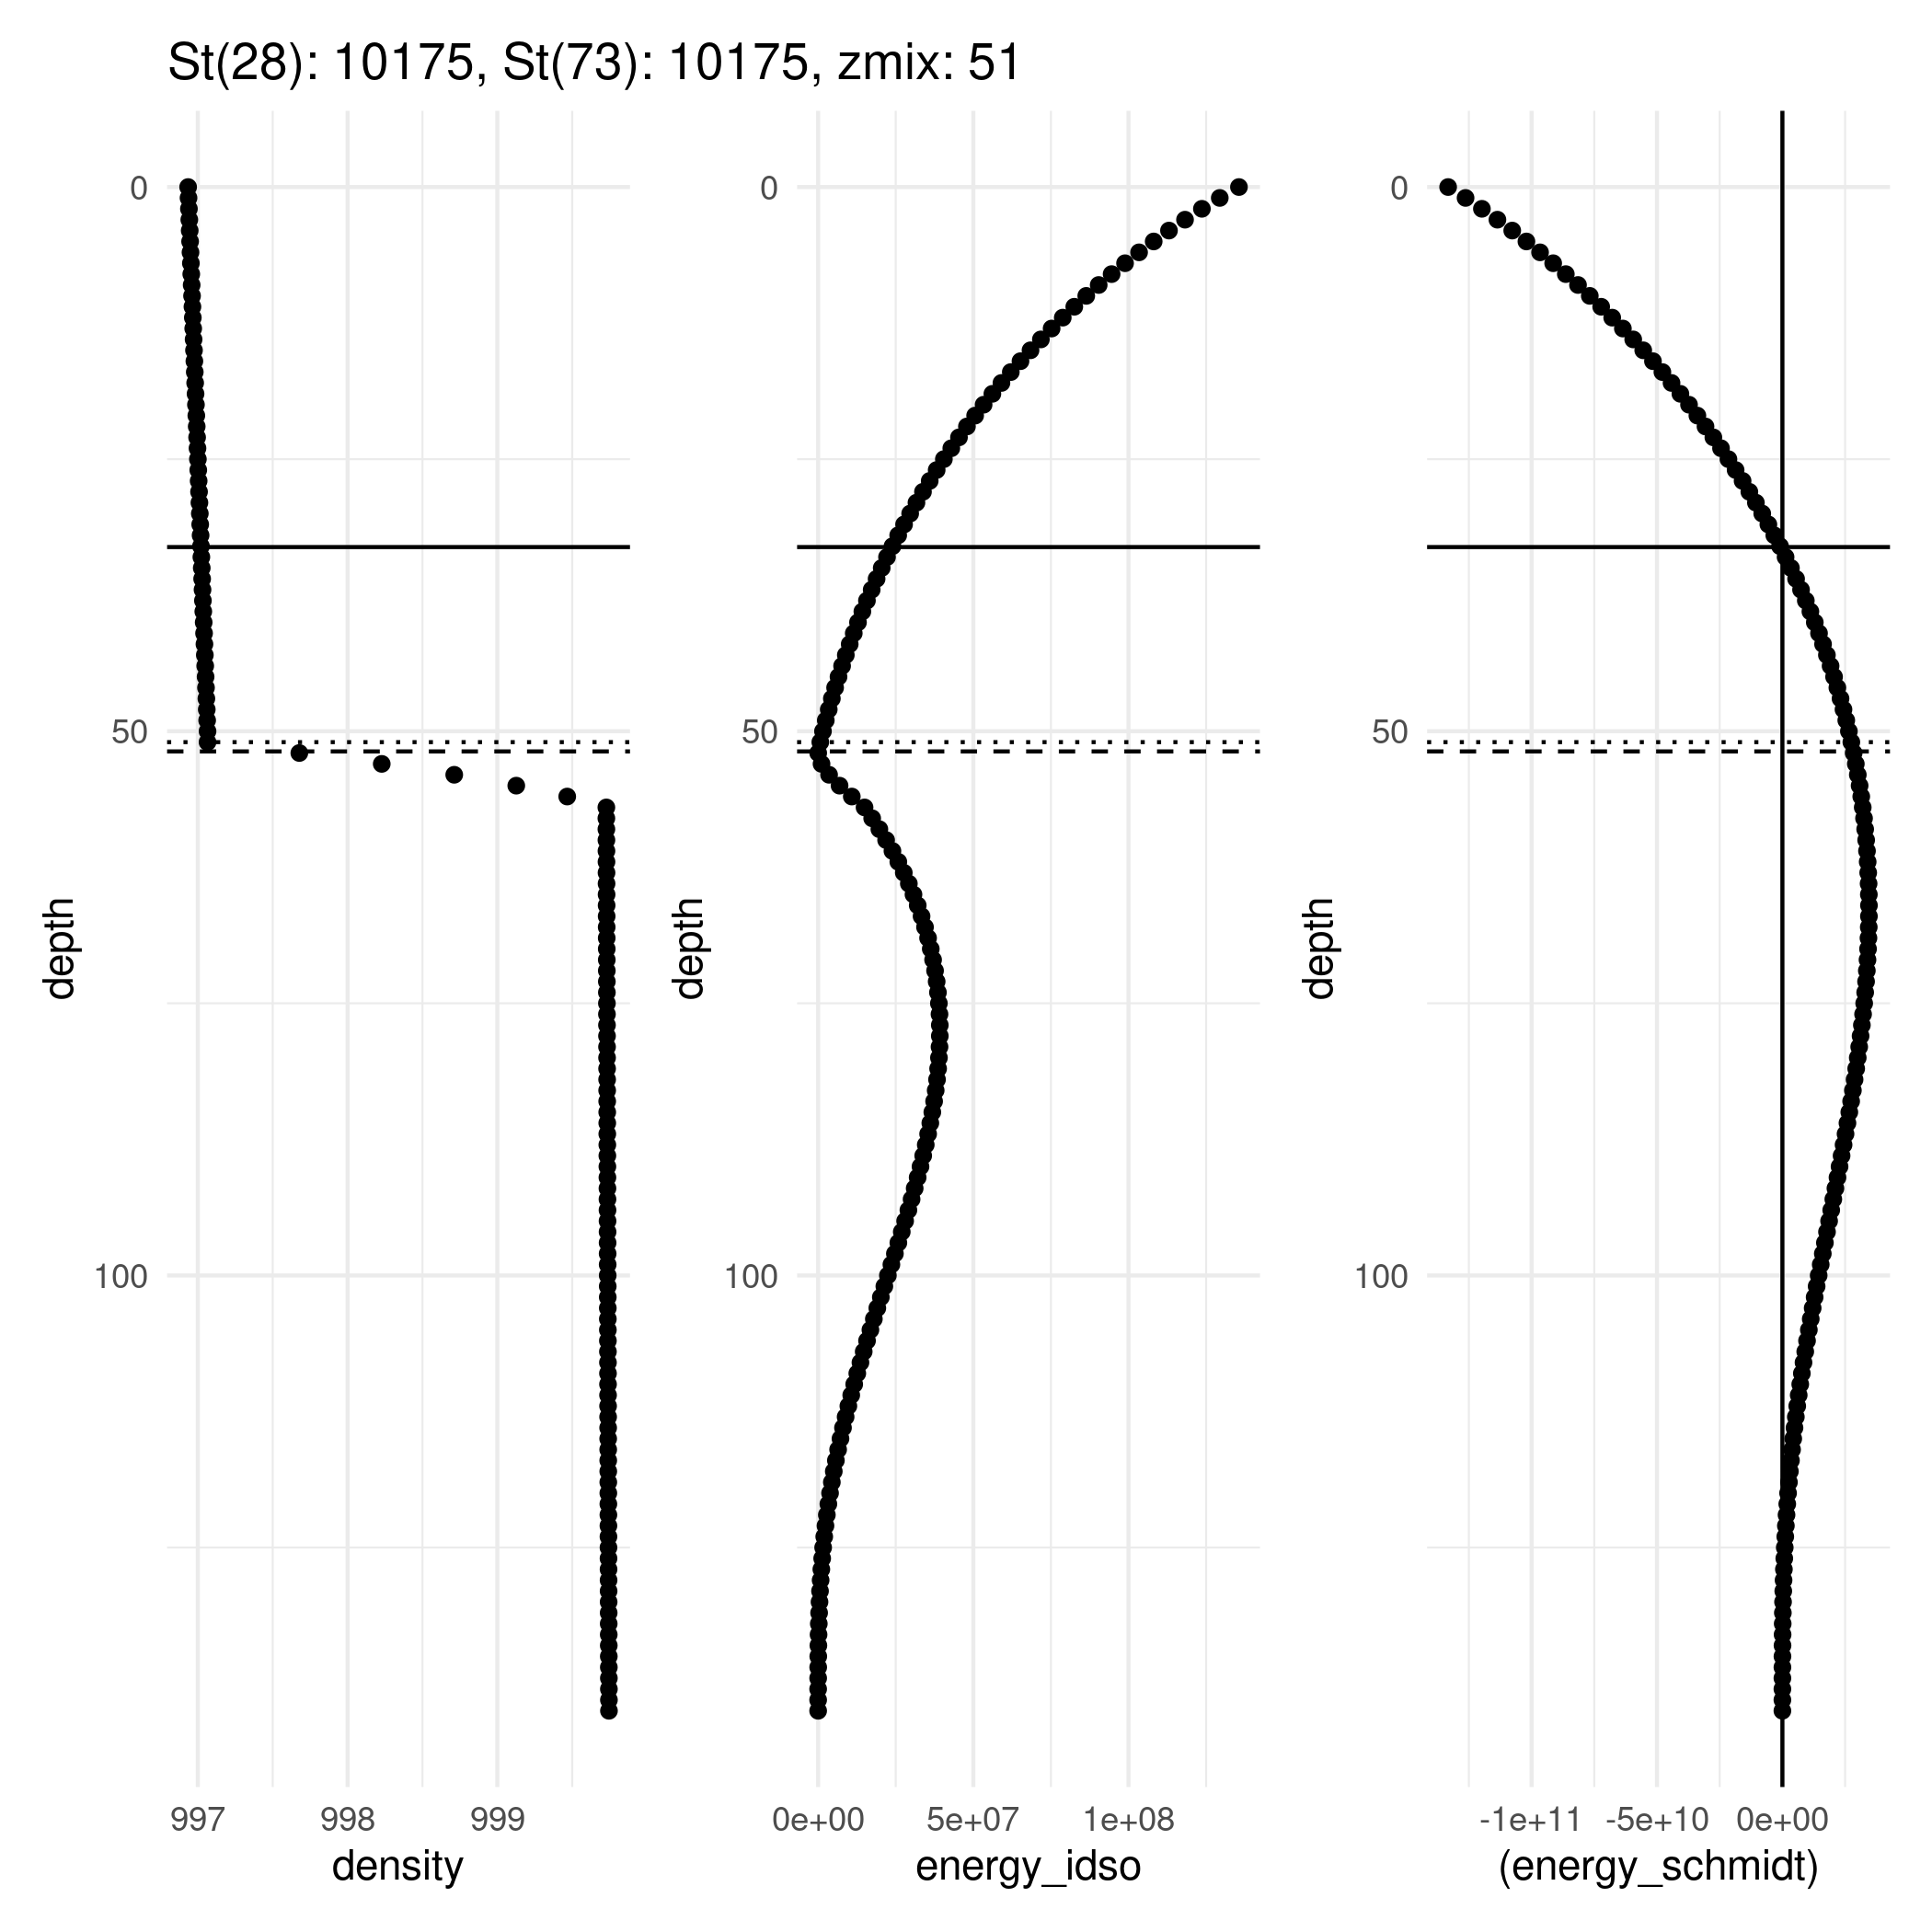 St(28): 10175, St(73): 10175, zmix: 51
0
50
100
depth
997 998 999
density
0
50
100
depth
0e+00 5e+07 1e+08
energy_idso
0
50
100
depth
-1e+11 -5e+10 0e+00
(energy_schmidt)